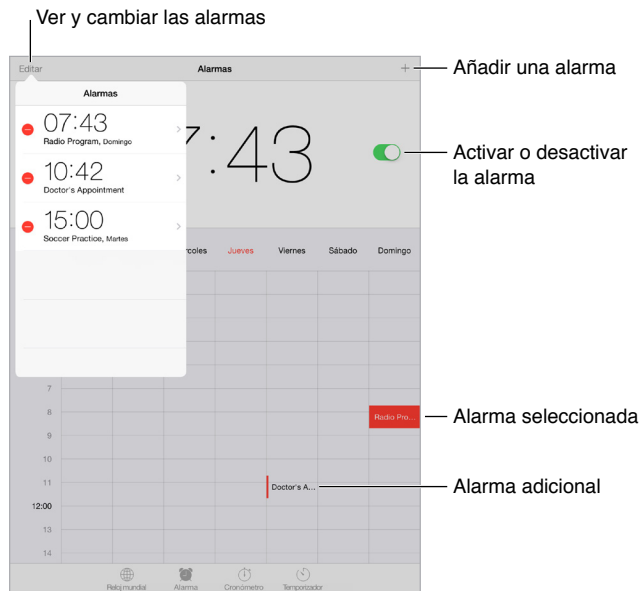 Ver y cambiar las alarmas
Editar
Alarmas
+
Añadir una alarma
Alarmas
07:43
Radio Program, Domingo
10:42
Doctor's Appointment
15:00
Soccer Practice, Martes
7:43
Activar o desactivar
la alarma
rcoles Jueves Viernes Sábado Domingo
7
8
Radio Pro...
Alarma seleccionada
9
10
11
Doctor's A...
Alarma adicional
12:00
13
14
Reloj mundial Alarma Cronómetro Temporizador